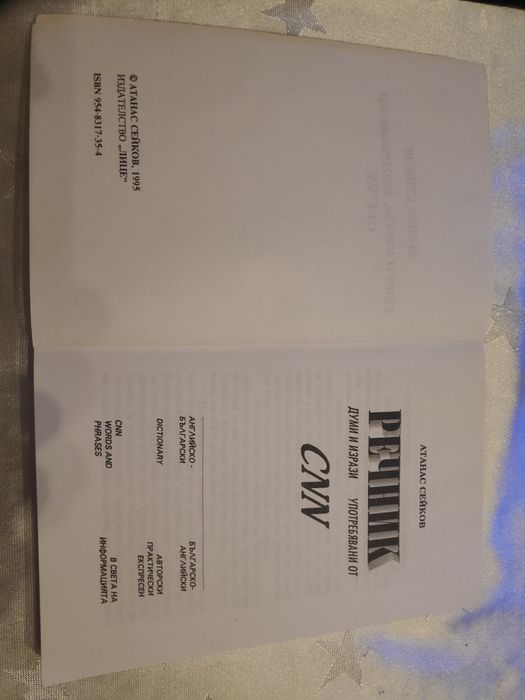 © АТАНАС СЕЙКОВ, 1995
ИЗДАТЕЛСТВО „ЛИЦЕ“
ISBN 954-8317-35-4
АТАНАС СЕЙКОВ
РЕЧНИК
ДУМИ И ИЗРАЗИ УПОТРЕБЯВАНИ ОТ
CNN
АНГЛИЙСКО -
БЪЛГАРСКИ
БЪЛГАРСКО-
АНГЛИЙСКИ
DICTIONARY
АВТОРСКИ
ПРАКТИЧЕСКИ
ЕКСПРЕСЕН
CNN
WORDS AND
PHRASES
В СВЕТА НА
ИНФОРМАЦИЯТА